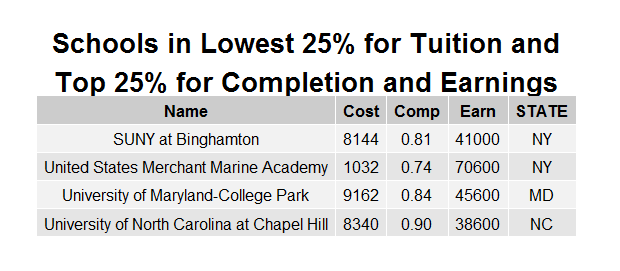 Schools in Lowest 25% for Tuition and
Top 25% for Completion and Earnings
Name Cost Comp Earn STATE
SUNY at Binghamton 8144 0.81 41000 NY
United States Merchant Marine Academy 1032 0.74 70600 NY
University of Maryland-College Park 9162 0.84 45600 MD
University of North Carolina at Chapel Hill 8340 0.90 38600 NC